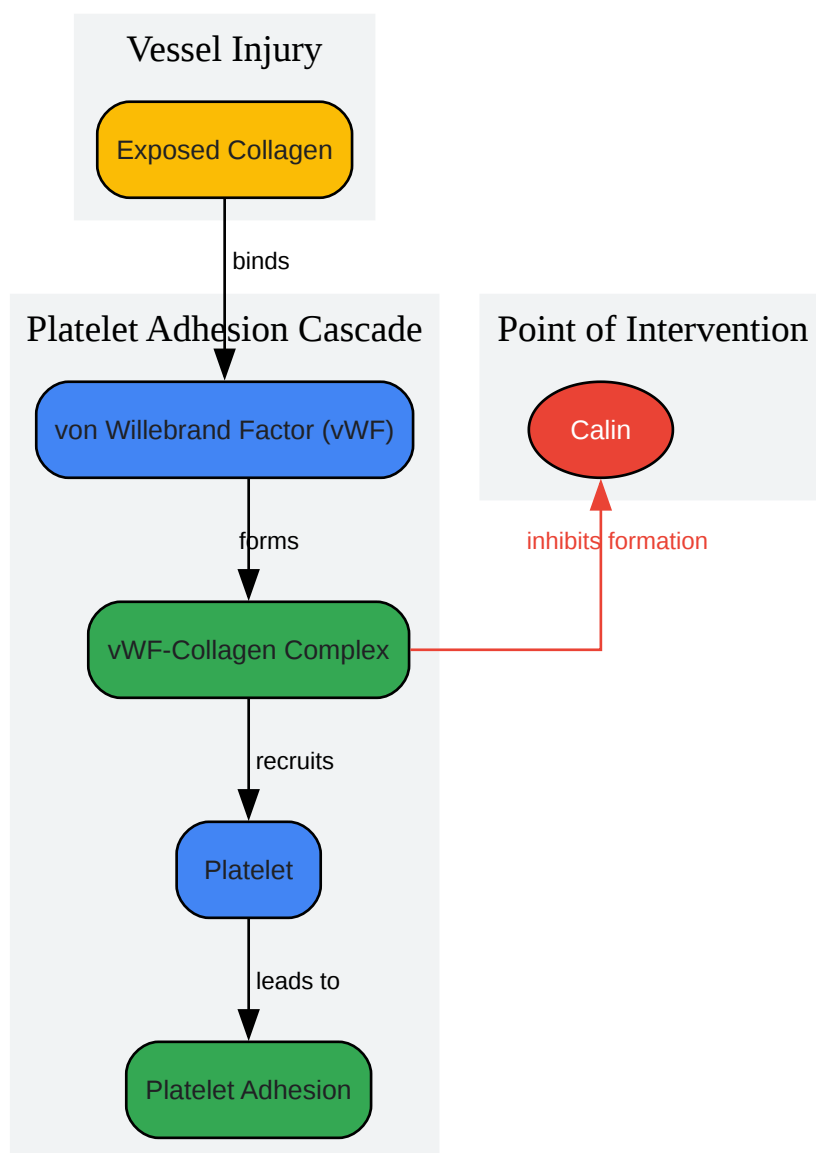 Vessel Injury
Exposed Collagen
binds
Platelet Adhesion Cascade
von Willebrand Factor (vWF)
forms
vWF-Collagen Complex
recruits
Platelet
leads to
Platelet Adhesion
Point of Intervention
Calin
inhibits formation